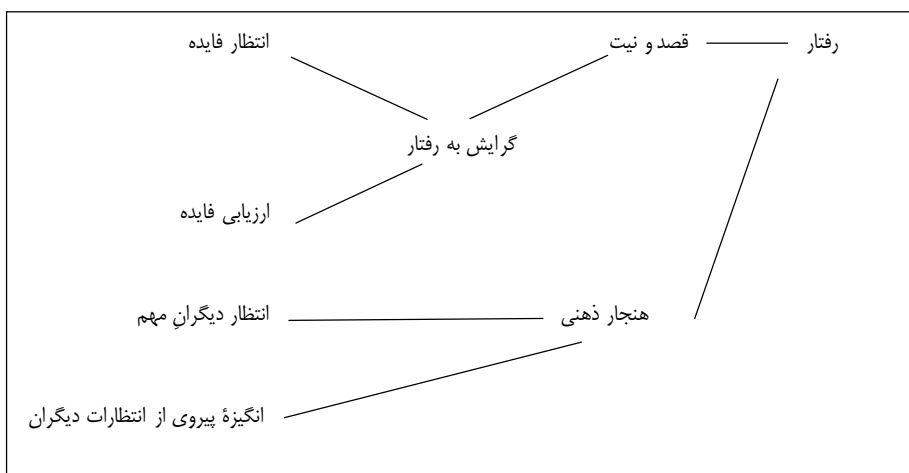 رفتار
قصد و نیت
انتظار فایده
گرایش به رفتار
ارزیابی فایده
هنجار ذهنی
انتظار دیگرانِ مهم
انگیزهٔ پیروی از انتظارات دیگران